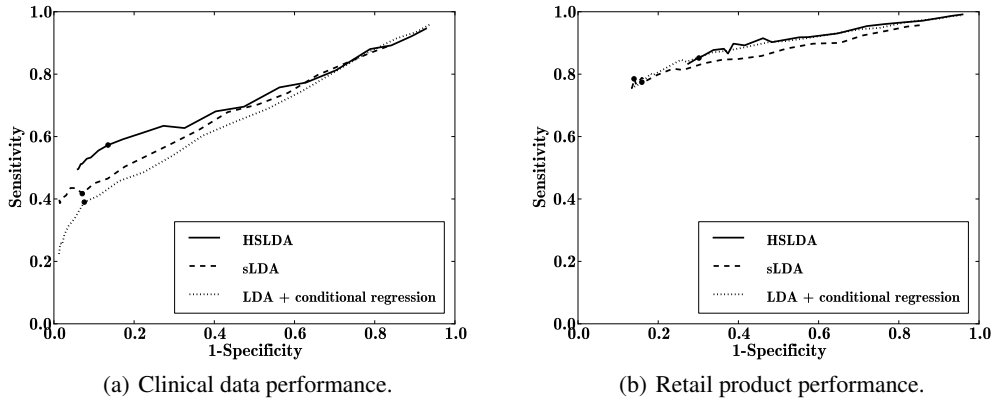 1.0
0.8
0.6
0.4
0.2
0.0
Sensitivity
0.0 0.2 0.4 0.6 0.8 1.0
1-Specificity
HSLDA
sLDA
LDA + conditional regression
(a) Clinical data performance.
1.0
0.8
0.6
0.4
0.2
0.0
Sensitivity
0.0 0.2 0.4 0.6 0.8 1.0
1-Specificity
HSLDA
sLDA
LDA + conditional regression
(b) Retail product performance.